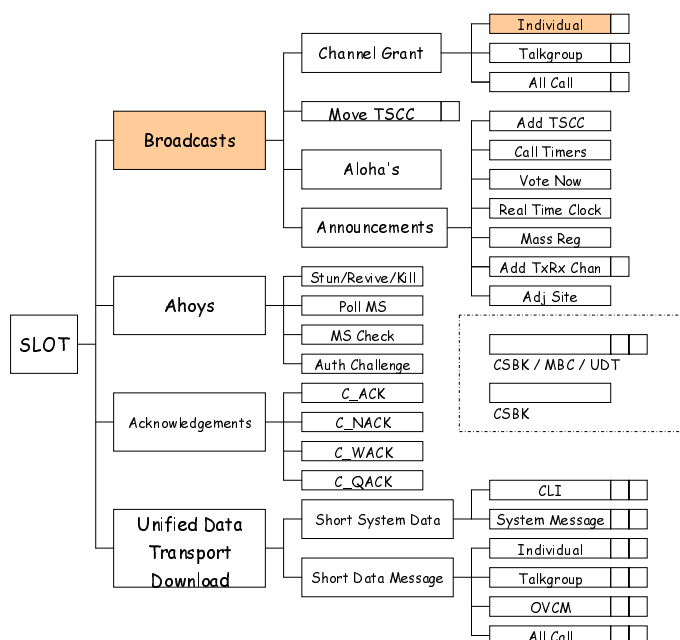 Individual
Channel Grant
Talkgroup
All Call
Move TSCC
Broadcasts
Add TSCC
Call Timers
Aloha's
Vote Now
Real Time Clock
Announcements
Mass Reg
Add TxRx Chan
Adj Site
Stun/Revive/Kill
Ahoys
Poll MS
MS Check
Auth Challenge
SLOT
CSBK / MBC / UDT
CSBK
C_ACK
Acknowledgements
C_NACK
C_WACK
C_QACK
Unified Data
Transport
Download
Short System Data
CLI
System Message
Short Data Message
Individual
Talkgroup
OVCM
All Call